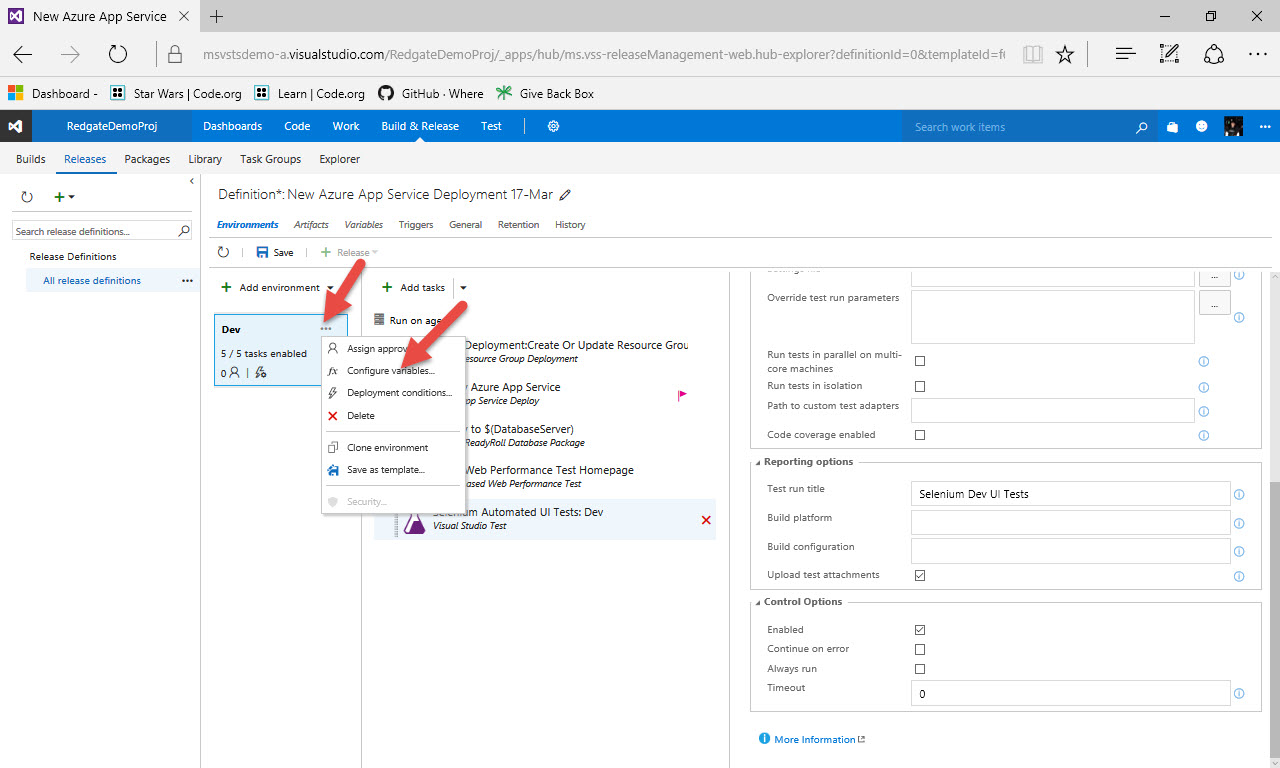 New Azure App Service
msvstsdemo-a.visualstudio.com/RedgateDemoProj/_apps/hub/ms.vss-releaseManagement-web.hub-explorer?definitionId=0&templateId=f
Dashboard -
Star Wars | Code.org
Learn | Code.org
GitHub · Where
Give Back Box
RedgateDemoProj
Dashboards
Code
Work
Build & Release
Test
Search work items
Builds
Releases
Packages
Library
Task Groups
Explorer
Search release definitions...
Release Definitions
All release definitions
Definition*: New Azure App Service Deployment 17-Mar
Environments
Artifacts
Variables
Triggers
General
Retention
History
Save
Release
Add environment
Dev
5 / 5 tasks enabled
0
Assign approv
fx Configure variables...
Deployment conditions...
Delete
Clone environment
Save as template...
Security...
Add tasks
Run on age
Deployment:Create Or Update Resource Grou
esource Group Deployment
Azure App Service
pp Service Deploy
to $(DatabaseServer)
ReadyRoll Database Package
Web Performance Test Homepage
ased Web Performance Test
Selenium Automated UI Tests: Dev
Visual Studio Test
...
Override test run parameters
...
Run tests in parallel on multi-
core machines
Run tests in isolation
Path to custom test adapters
Code coverage enabled
Reporting options
Test run title
Selenium Dev UI Tests
Build platform
Build configuration
Upload test attachments
Control Options
Enabled
Continue on error
Always run
Timeout
0
More Information